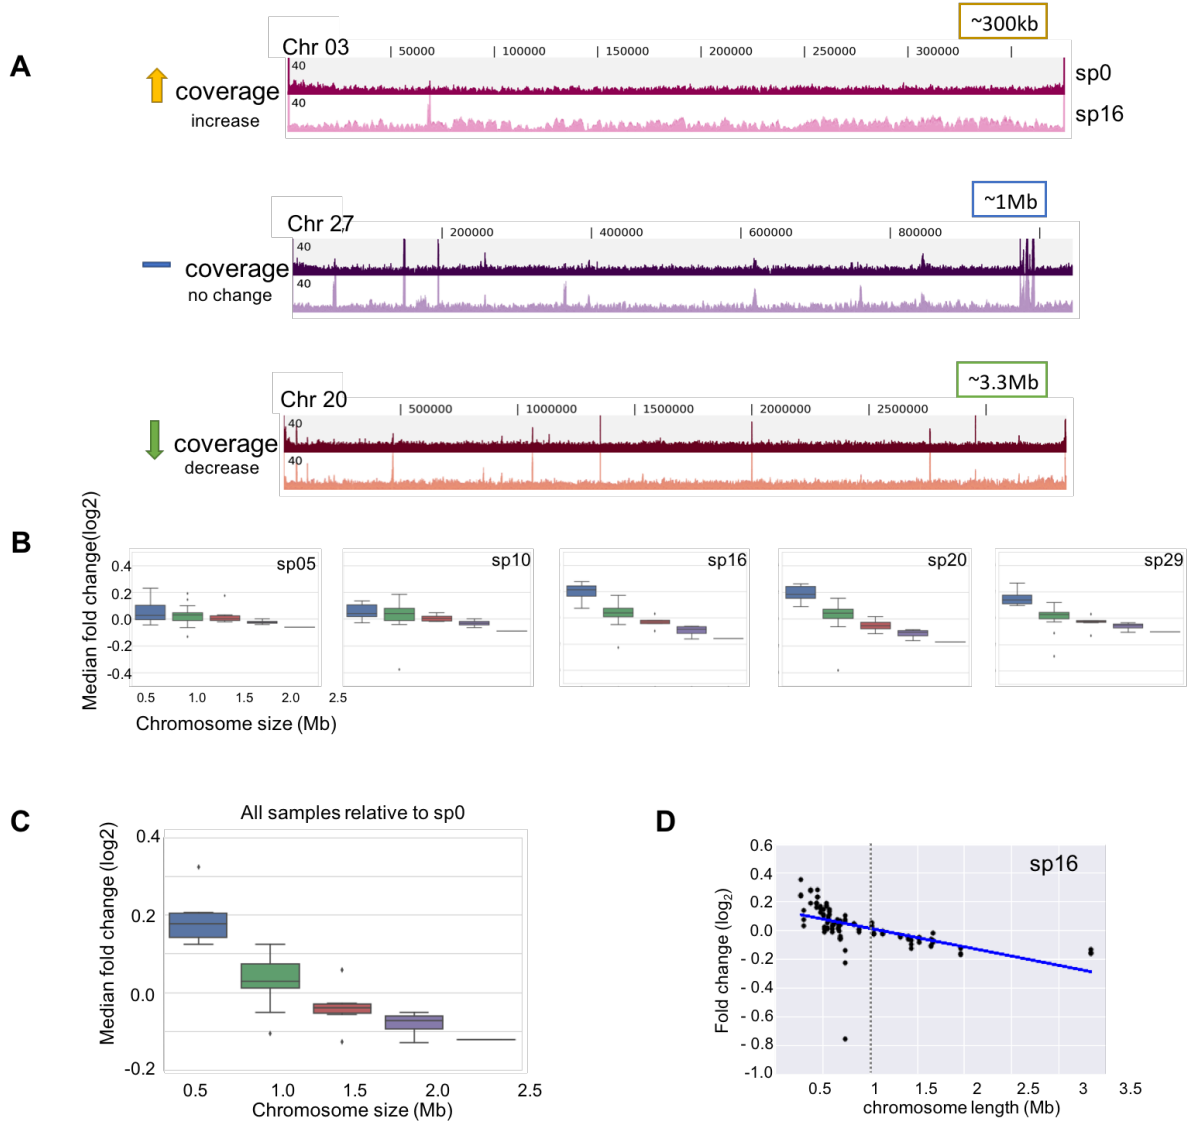 A
~300kb
Chr 03
50000 100000 150000 200000 250000 300000
40
sp0
coverage
increase
40
sp16
~1Mb
Chr 27
200000 400000 600000 800000
40
coverage
no change
40
~3.3Mb
Chr 20
500000 1000000 1500000 2000000 2500000
40
coverage
decrease
40
B
Median fold change(log2)
sp05 sp10 sp16 sp20 sp29
0.4
0.2
0.0
-0.2
-0.4
0.5 1.0 1.5 2.0 2.5
Chromosome size (Mb)
C
All samples relative to sp0
Median fold change (log2)
0.4
0.2
0.0
-0.2
0.5 1.0 1.5 2.0 2.5
Chromosome size (Mb)
D
sp16
Fold change (log2)
0.6
0.4
0.2
0.0
- 0.2
- 0.4
- 0.6
- 0.8
-1.0
0.5 1 1.5 2 2.5 3 3.5
chromosome length (Mb)